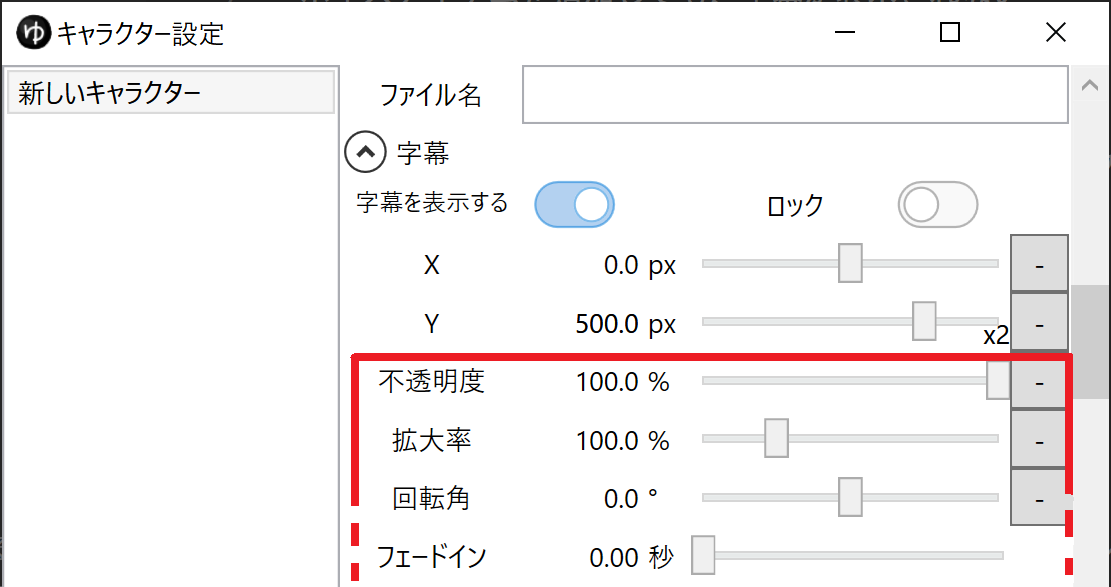 ゆ キャラクター設定
新しいキャラクター
ファイル名
字幕
字幕を表示する ロック
X 0.0 px -
Y 500.0 px x2 -
不透明度 100.0 % -
拡大率 100.0 % -
回転角 0.0 ° -
フェードイン 0.00 秒